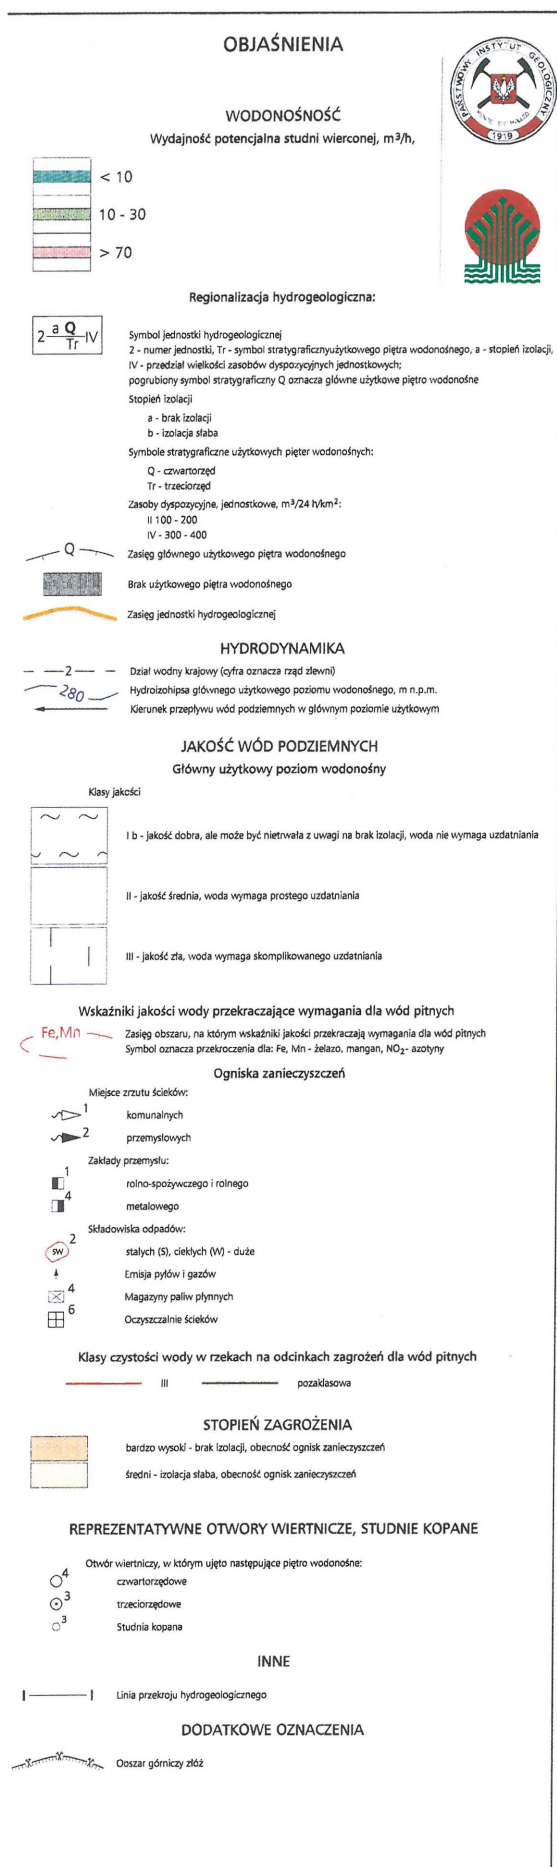 OBJAŚNIENIA
PAŃSTWOWY INSTYTUT GEOLOGICZNY
MENTE ET MALLEO
1919
WODONOŚNOŚĆ
Wydajność potencjalna studni wierconej, m³/h,
< 10
10 - 30
> 70
Regionalizacja hydrogeologiczna:
2 a Q/Tr IV
Symbol jednostki hydrogeologicznej
2 - numer jednostki, Tr - symbol stratygraficznyużytkowego piętra wodonośnego, a - stopień izolacji,
IV - przedział wielkości zasobów dyspozycyjnych jednostkowych;
pogrubiony symbol stratygraficzny Q oznacza główne użytkowe piętro wodonośne
Stopień izolacji
a - brak izolacji
b - izolacja słaba
Symbole stratygraficzne użytkowych pięter wodonośnych:
Q - czwartorzęd
Tr - trzeciorzęd
Zasoby dyspozycyjne, jednostkowe, m³/24 h/km²:
II 100 - 200
IV - 300 - 400
Q
Zasięg głównego użytkowego piętra wodonośnego
Brak użytkowego piętra wodonośnego
Zasięg jednostki hydrogeologicznej
HYDRODYNAMIKA
2
Dział wodny krajowy (cyfra oznacza rząd zlewni)
280
Hydroizohipsa głównego użytkowego poziomu wodonośnego, m n.p.m.
Kierunek przepływu wód podziemnych w głównym poziomie użytkowym
JAKOŚĆ WÓD PODZIEMNYCH
Główny użytkowy poziom wodonośny
Klasy jakości
I b - jakość dobra, ale może być nietrwała z uwagi na brak izolacji, woda nie wymaga uzdatniania
II - jakość średnia, woda wymaga prostego uzdatniania
III - jakość zła, woda wymaga skomplikowanego uzdatniania
Wskaźniki jakości wody przekraczające wymagania dla wód pitnych
Fe,Mn
Zasięg obszaru, na którym wskaźniki jakości przekraczają wymagania dla wód pitnych
Symbol oznacza przekroczenia dla: Fe, Mn - żelazo, mangan, NO₂- azotyny
Ogniska zanieczyszczeń
Miejsce zrzutu ścieków:
1
komunalnych
2
przemysłowych
Zakłady przemysłu:
1
rolno-spożywczego i rolnego
4
metalowego
Składowiska odpadów:
2
SW
stałych (S), ciekłych (W) - duże
Emisja pyłów i gazów
4
Magazyny paliw płynnych
6
Oczyszczalnie ścieków
Klasy czystości wody w rzekach na odcinkach zagrożeń dla wód pitnych
III
pozaklasowa
STOPIEŃ ZAGROŻENIA
bardzo wysoki - brak izolacji, obecność ognisk zanieczyszczeń
średni - izolacja słaba, obecność ognisk zanieczyszczeń
REPREZENTATYWNE OTWORY WIERTNICZE, STUDNIE KOPANE
Otwór wiertniczy, w którym ujęto następujące piętro wodonośne:
4
czwartorzędowe
3
trzeciorzędowe
3
Studnia kopana
INNE
Linia przekroju hydrogeologicznego
DODATKOWE OZNACZENIA
Obszar górniczy złóż